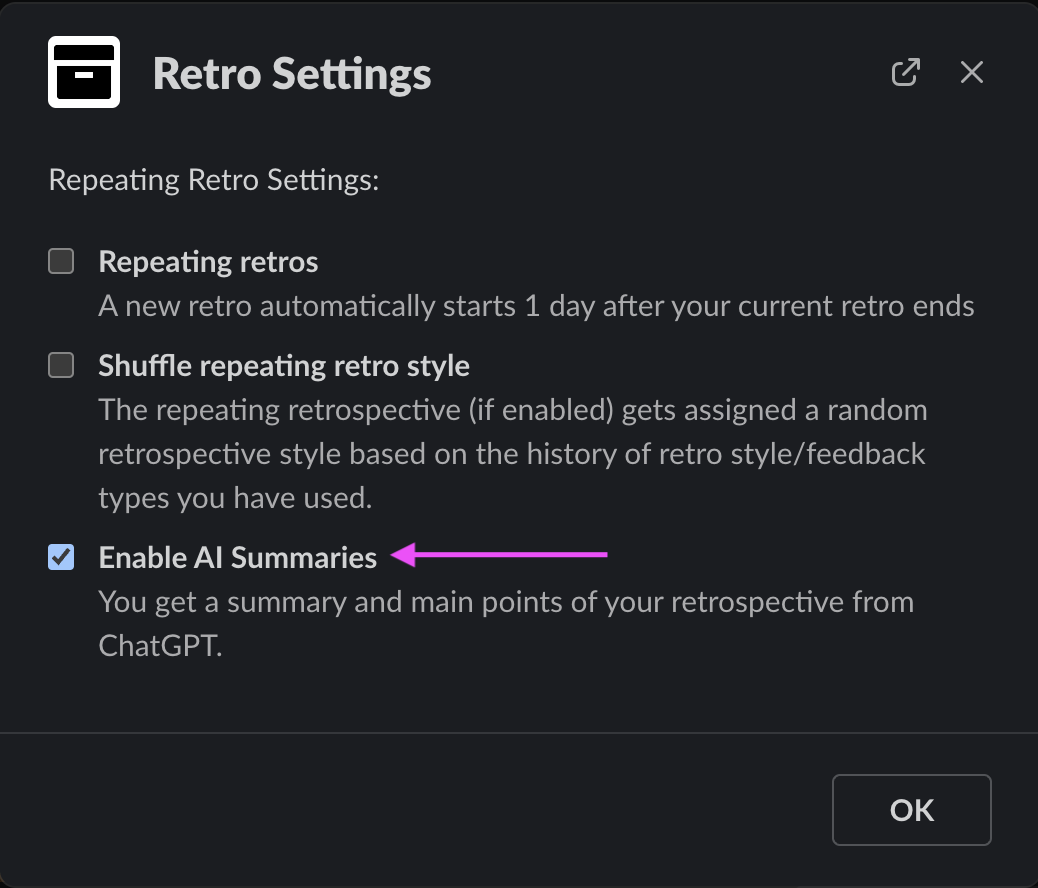 Retro Settings
Repeating Retro Settings:
Repeating retros
A new retro automatically starts 1 day after your current retro ends
Shuffle repeating retro style
The repeating retrospective (if enabled) gets assigned a random
retrospective style based on the history of retro style/feedback
types you have used.
Enable AI Summaries
You get a summary and main points of your retrospective from
ChatGPT.
OK